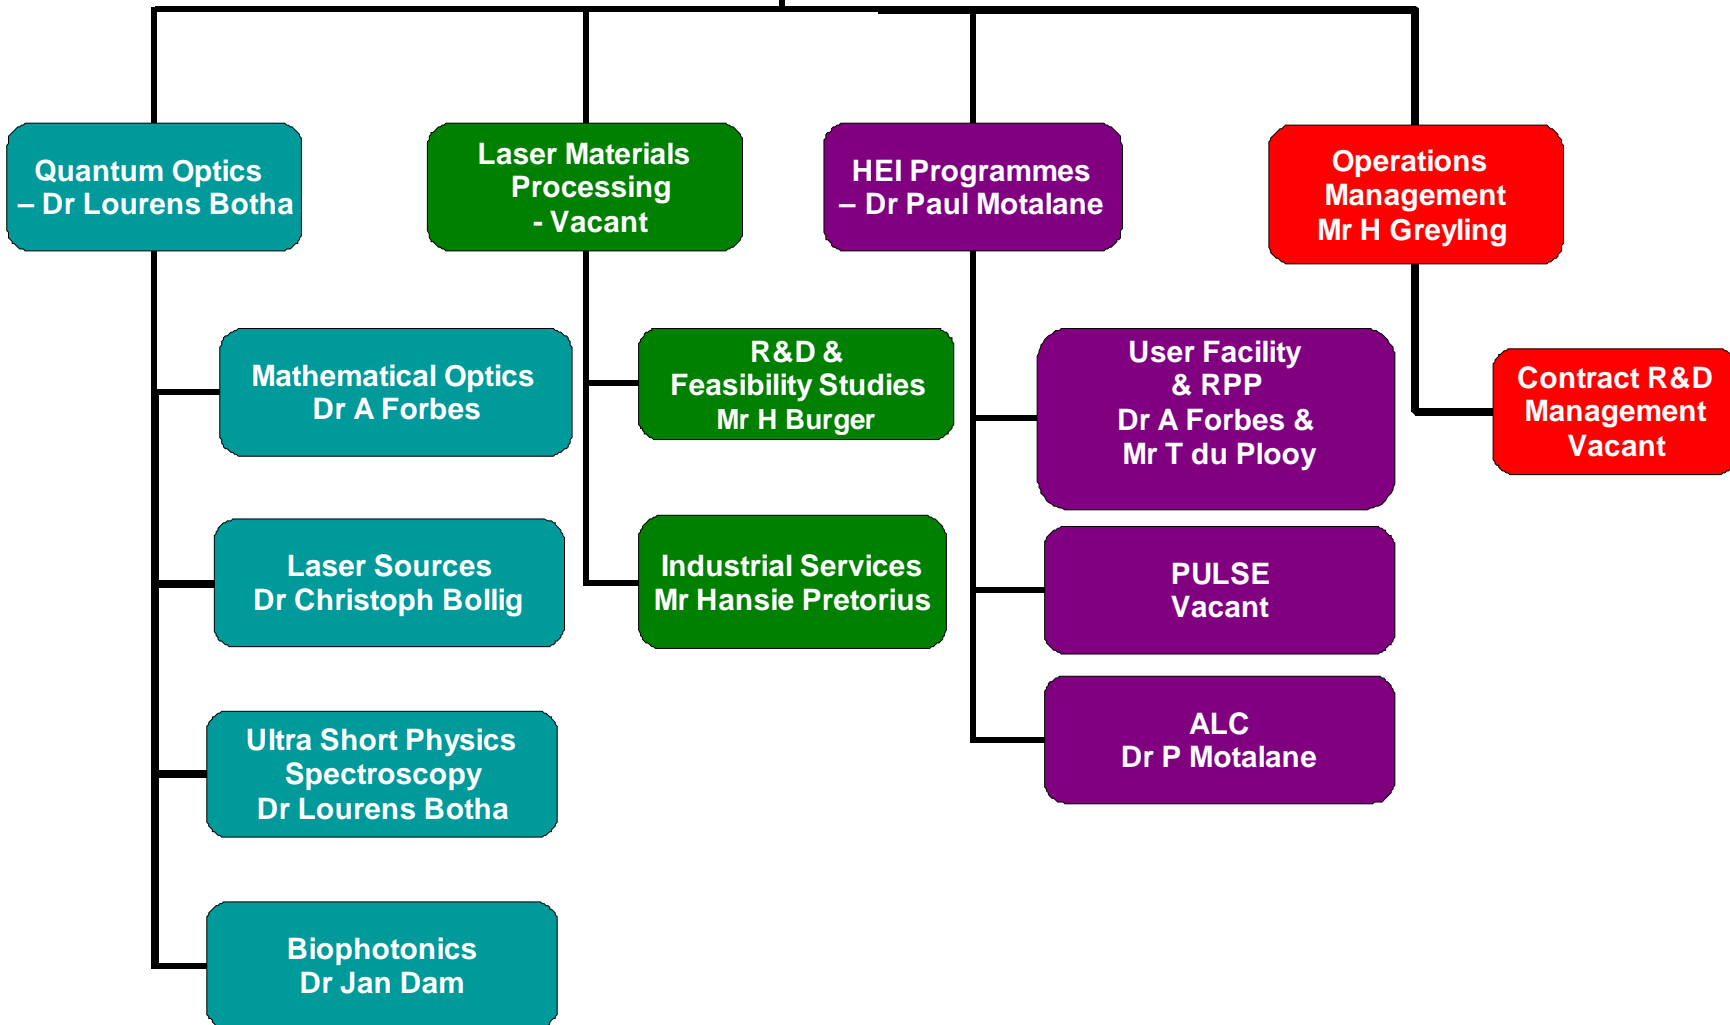 Quantum Optics
– Dr Lourens Botha
Laser Materials
Processing
- Vacant
HEI Programmes
– Dr Paul Motalane
Operations
Management
Mr H Greyling
Mathematical Optics
Dr A Forbes
R&D &
Feasibility Studies
Mr H Burger
User Facility
& RPP
Dr A Forbes &
Mr T du Plooy
Contract R&D
Management
Vacant
Laser Sources
Dr Christoph Bollig
Industrial Services
Mr Hansie Pretorius
PULSE
Vacant
Ultra Short Physics
Spectroscopy
Dr Lourens Botha
ALC
Dr P Motalane
Biophotonics
Dr Jan Dam